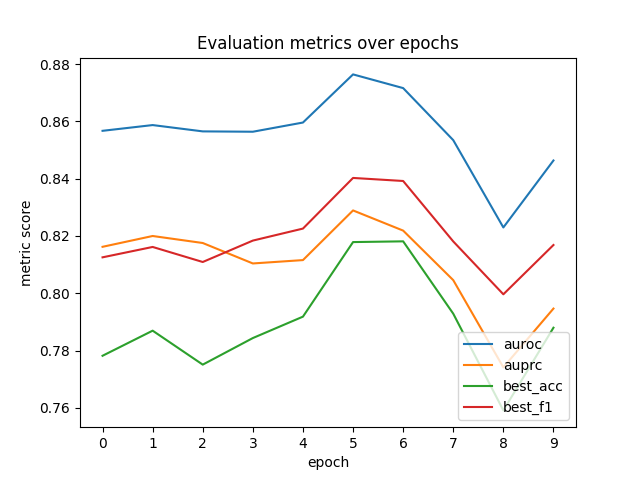 Evaluation metrics over epochs
metric score
0.88
0.86
0.84
0.82
0.80
0.78
0.76
auroc
auprc
best_acc
best_f1
0 1 2 3 4 5 6 7 8 9
epoch